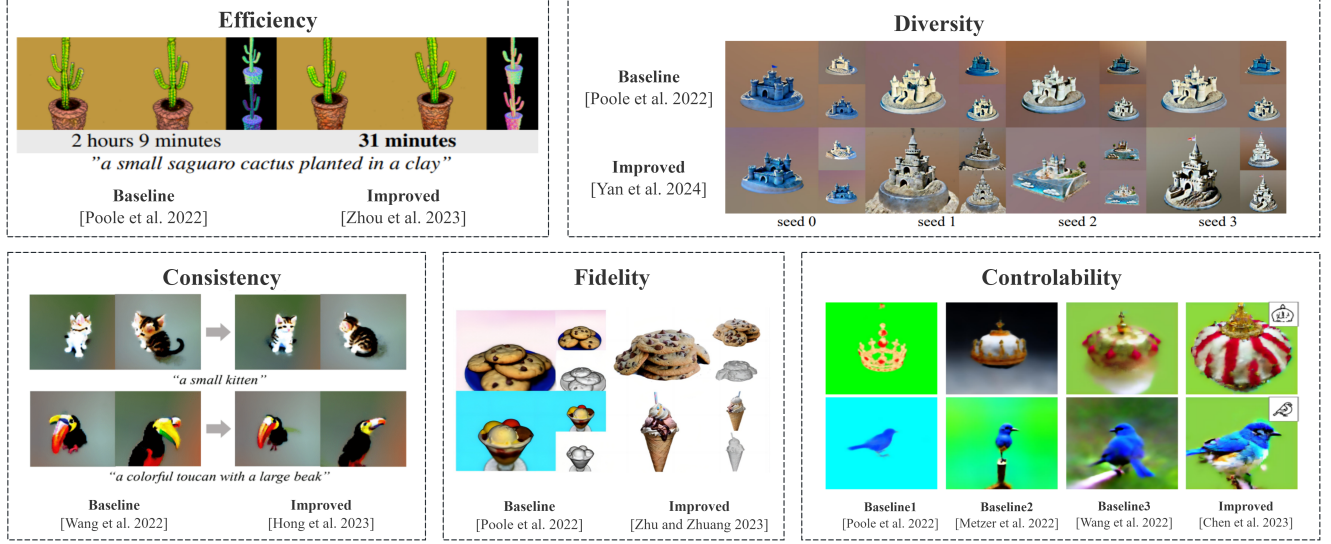 Efficiency
2 hours 9 minutes
31 minutes
"a small saguaro cactus planted in a clay"
Baseline
[Poole et al. 2022]
Improved
[Zhou et al. 2023]
Diversity
Baseline
[Poole et al. 2022]
Improved
[Yan et al. 2024]
seed 0
seed 1
seed 2
seed 3
Consistency
"a small kitten"
"a colorful toucan with a large beak"
Baseline
[Wang et al. 2022]
Improved
[Hong et al. 2023]
Fidelity
Baseline
[Poole et al. 2022]
Improved
[Zhu and Zhuang 2023]
Controlability
Baseline1
[Poole et al. 2022]
Baseline2
[Metzer et al. 2022]
Baseline3
[Wang et al. 2022]
Improved
[Chen et al. 2023]